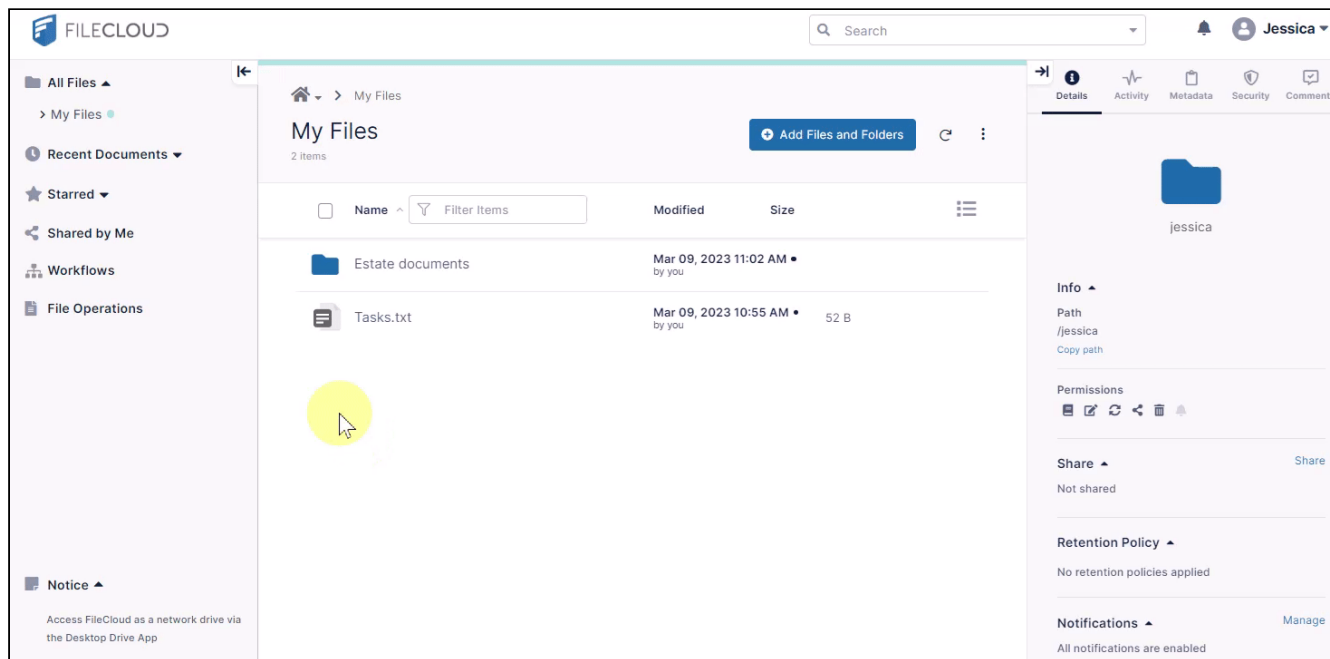 FILECLOUD
Search
Jessica
All Files
My Files
Recent Documents
Starred
Shared by Me
Workflows
File Operations
Notice
Access FileCloud as a network drive via
the Desktop Drive App
My Files
My Files
2 items
Add Files and Folders
Name
Filter Items
Modified
Size
Estate documents
Mar 09, 2023 11:02 AM
by you
Tasks.txt
Mar 09, 2023 10:55 AM
by you
52 B
Details
Activity
Metadata
Security
Comment
jessica
Info
Path
/jessica
Copy path
Permissions
Share
Share
Not shared
Retention Policy
No retention policies applied
Notifications
Manage
All notifications are enabled